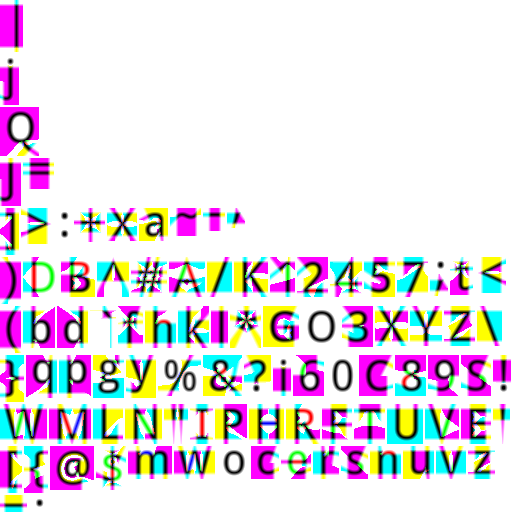 |
j
Q
J=
]>:+xa~-,
)DB^#A/K12457;t<
(bd`fhkl*GO3XYZ\
}qpgy%&?i60C89S!
WMLN"IPHRFTUVE'
[{@$mwocersnuvz
_.